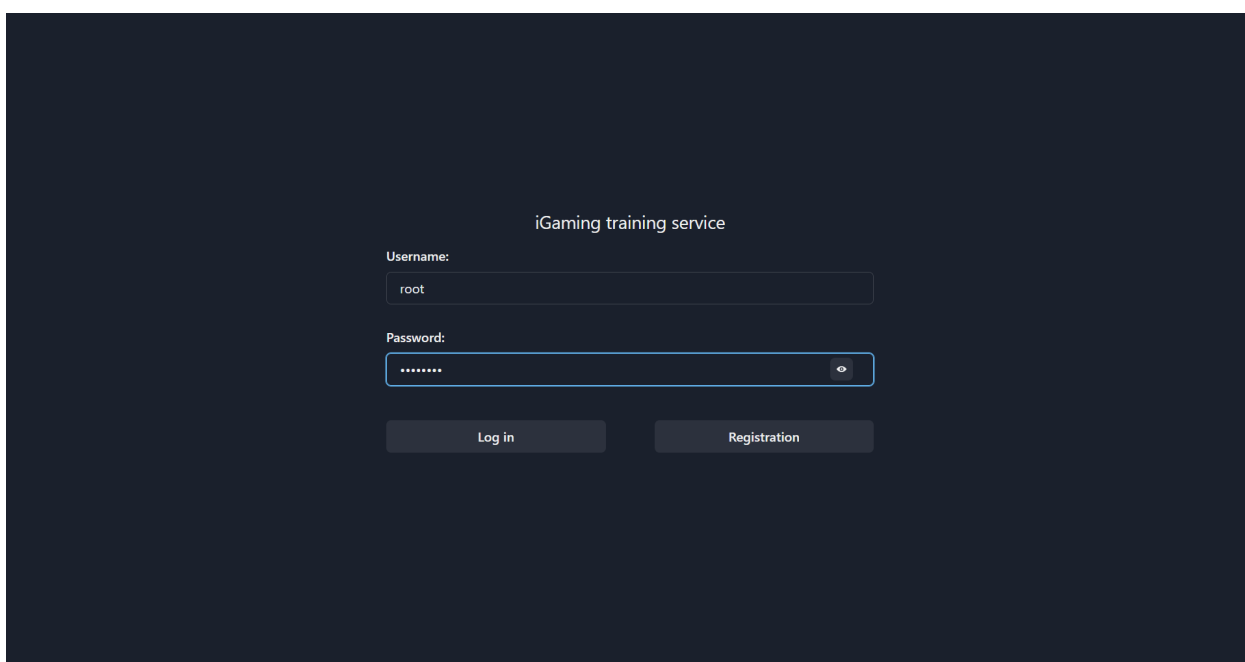 iGaming training service
Username:
root
Password:
••••••••
Log in
Registration